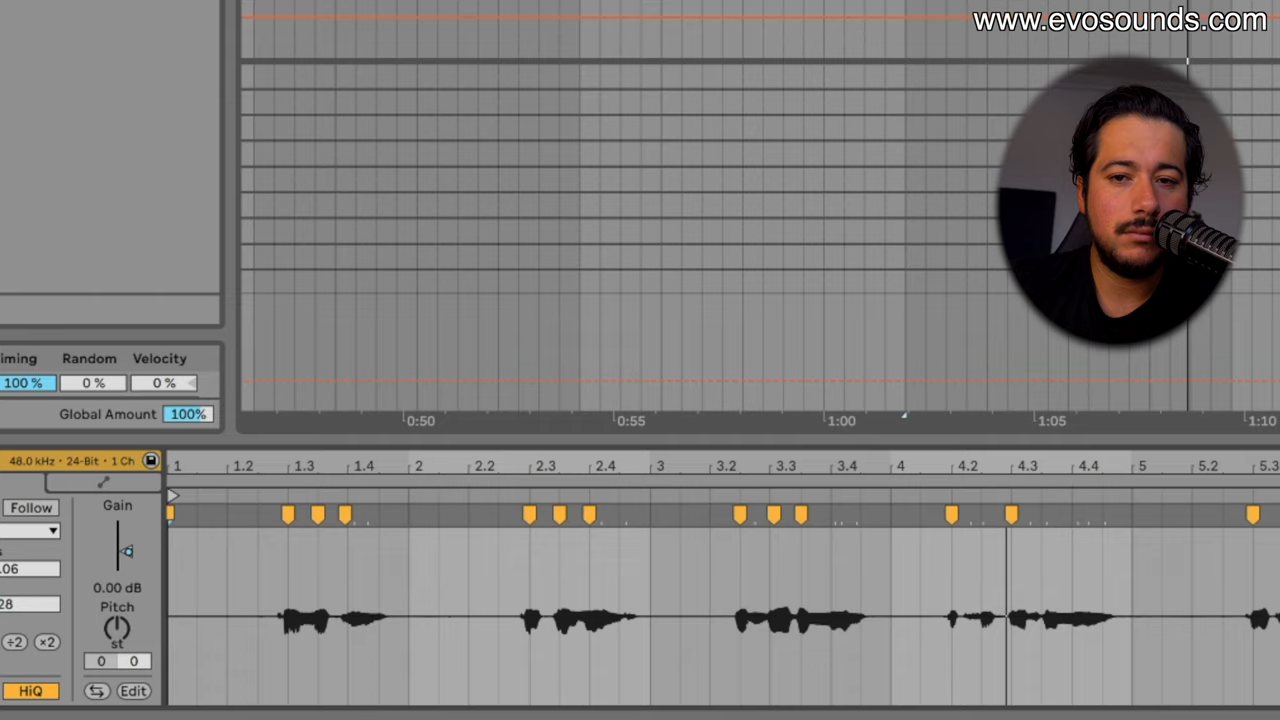 www.evosounds.com
iming Random Velocity
100 % 0 % 0 %
Global Amount 100%
0:50 0:55 1:00 1:05 1:10
48.0 kHz · 24-Bit · 1 Ch
1 1.2 1.3 1.4 2 2.2 2.3 2.4 3 3.2 3.3 3.4 4 4.2 4.3 4.4 5 5.2 5.3
Follow Gain
s
.06
0.00 dB
28 Pitch
÷2 ×2 st
0 0
HiQ Edit